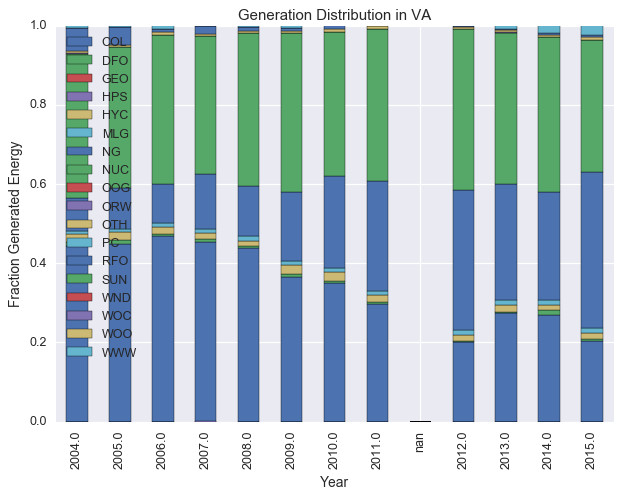 Generation Distribution in VA
1.0
0.8
0.6
0.4
0.2
0.0
Fraction Generated Energy
COL
DFO
GEO
HPS
HYC
MLG
NG
NUC
OOG
ORW
OTH
PC
RFO
SUN
WND
WOC
WOO
WWW
2004.0
2005.0
2006.0
2007.0
2008.0
2009.0
2010.0
2011.0
nan
2012.0
2013.0
2014.0
2015.0
Year